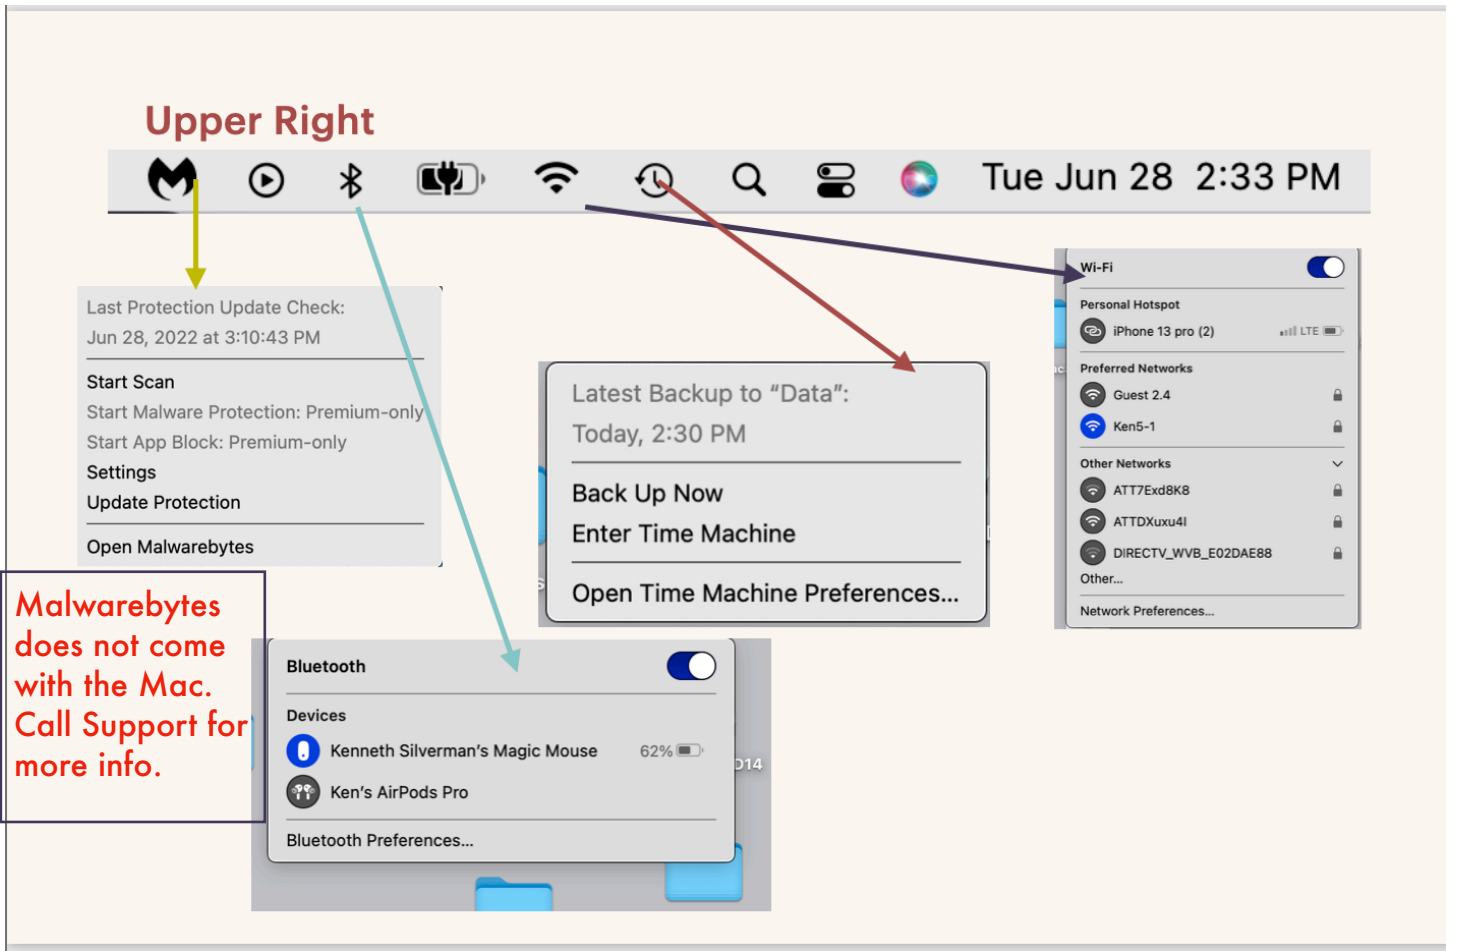 Upper Right
Tue Jun 28 2:33 PM
Last Protection Update Check:
Jun 28, 2022 at 3:10:43 PM
Start Scan
Start Malware Protection: Premium-only
Start App Block: Premium-only
Settings
Update Protection
Open Malwarebytes
Malwarebytes
does not come
with the Mac.
Call Support for
more info.
Latest Backup to “Data”:
Today, 2:30 PM
Back Up Now
Enter Time Machine
Open Time Machine Preferences...
Wi-Fi
Personal Hotspot
iPhone 13 pro (2) LTE
Preferred Networks
Guest 2.4
Ken5-1
Other Networks
ATT7Exd8K8
ATTDXuxu4I
DIRECTV_WVB_E02DAE88
Other...
Network Preferences...
Bluetooth
Devices
Kenneth Silverman’s Magic Mouse 62%
Ken’s AirPods Pro
Bluetooth Preferences...
014